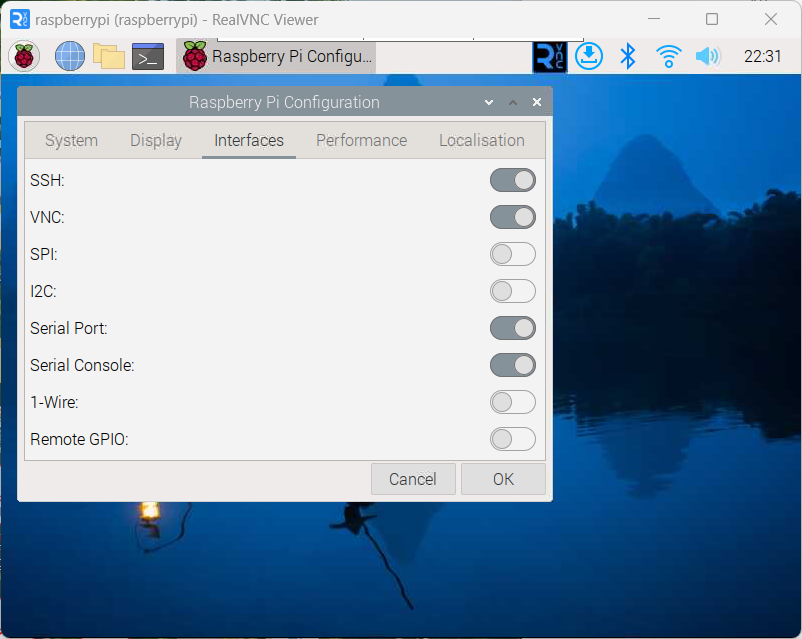 raspberrypi (raspberrypi) - RealVNC Viewer
Raspberry Pi Configu...
22:31
Raspberry Pi Configuration
System Display Interfaces Performance Localisation
SSH:
VNC:
SPI:
I2C:
Serial Port:
Serial Console:
1-Wire:
Remote GPIO:
Cancel OK